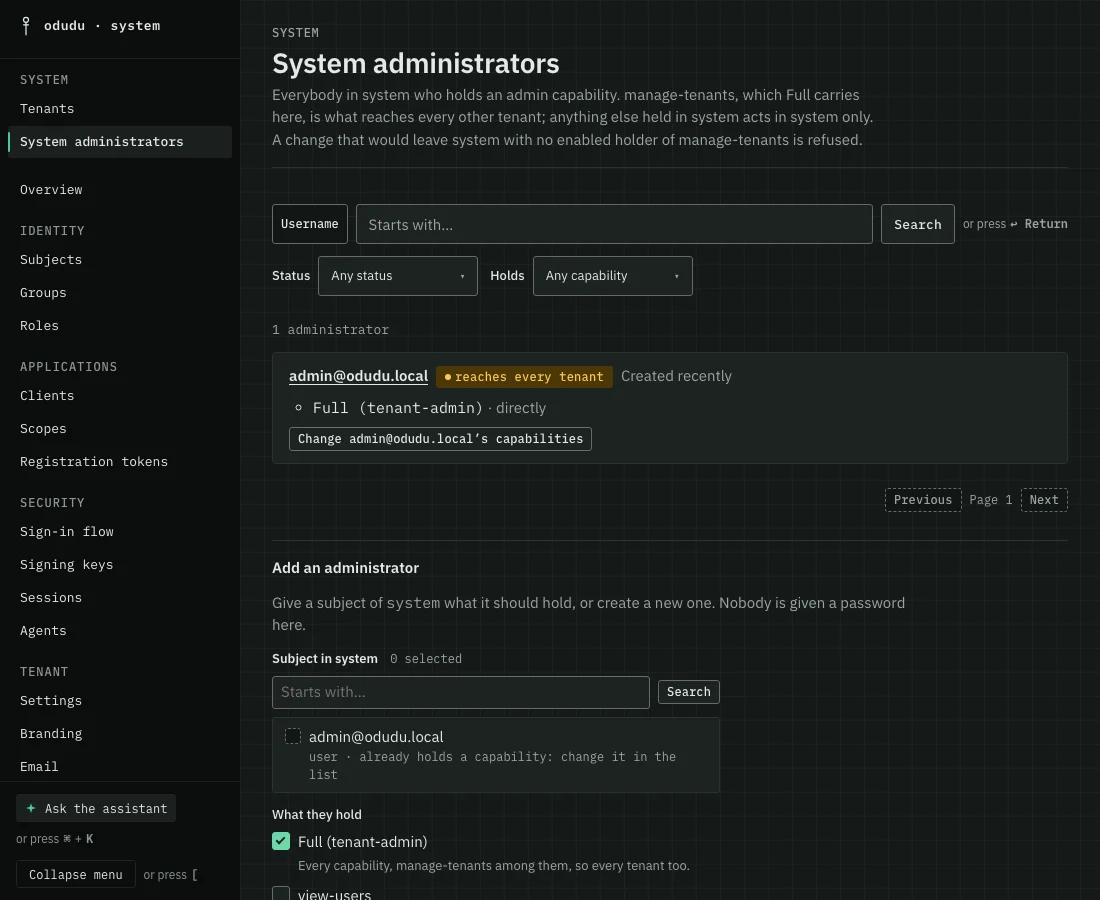 odudu · system
SYSTEM
Tenants
System administrators
Overview
IDENTITY
Subjects
Groups
Roles
APPLICATIONS
Clients
Scopes
Registration tokens
SECURITY
Sign-in flow
Signing keys
Sessions
Agents
TENANT
Settings
Branding
Email
Ask the assistant
or press ⌘ + K
Collapse menu or press [
SYSTEM
System administrators
Everybody in system who holds an admin capability. manage-tenants, which Full carries
here, is what reaches every other tenant; anything else held in system acts in system only.
A change that would leave system with no enabled holder of manage-tenants is refused.
Username Starts with... Search or press ↩ Return
Status Any status Holds Any capability
1 administrator
admin@odudu.local reaches every tenant Created recently
Full (tenant-admin) · directly
Change admin@odudu.local’s capabilities
Previous Page 1 Next
Add an administrator
Give a subject of system what it should hold, or create a new one. Nobody is given a password
here.
Subject in system 0 selected
Starts with... Search
admin@odudu.local
user · already holds a capability: change it in the
list
What they hold
Full (tenant-admin)
Every capability, manage-tenants among them, so every tenant too.
view-users